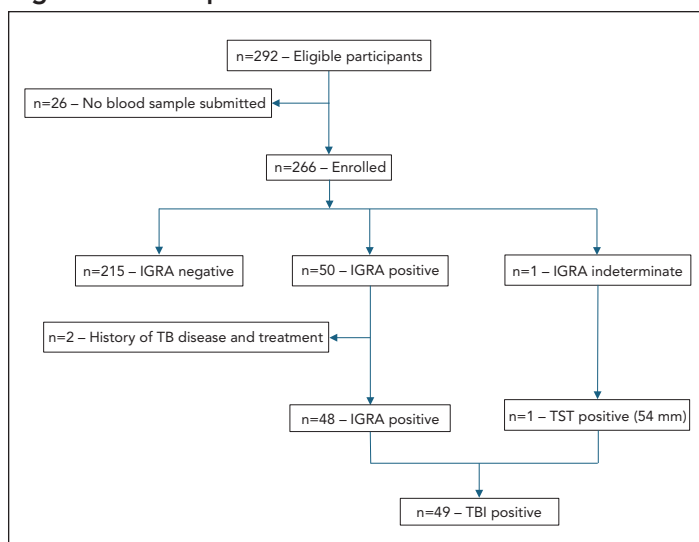 n=292 – Eligible participants
n=26 – No blood sample submitted
n=266 – Enrolled
n=215 – IGRA negative
n=50 – IGRA positive
n=1 – IGRA indeterminate
n=2 – History of TB disease and treatment
n=48 – IGRA positive
n=1 – TST positive (54 mm)
n=49 – TBI positive